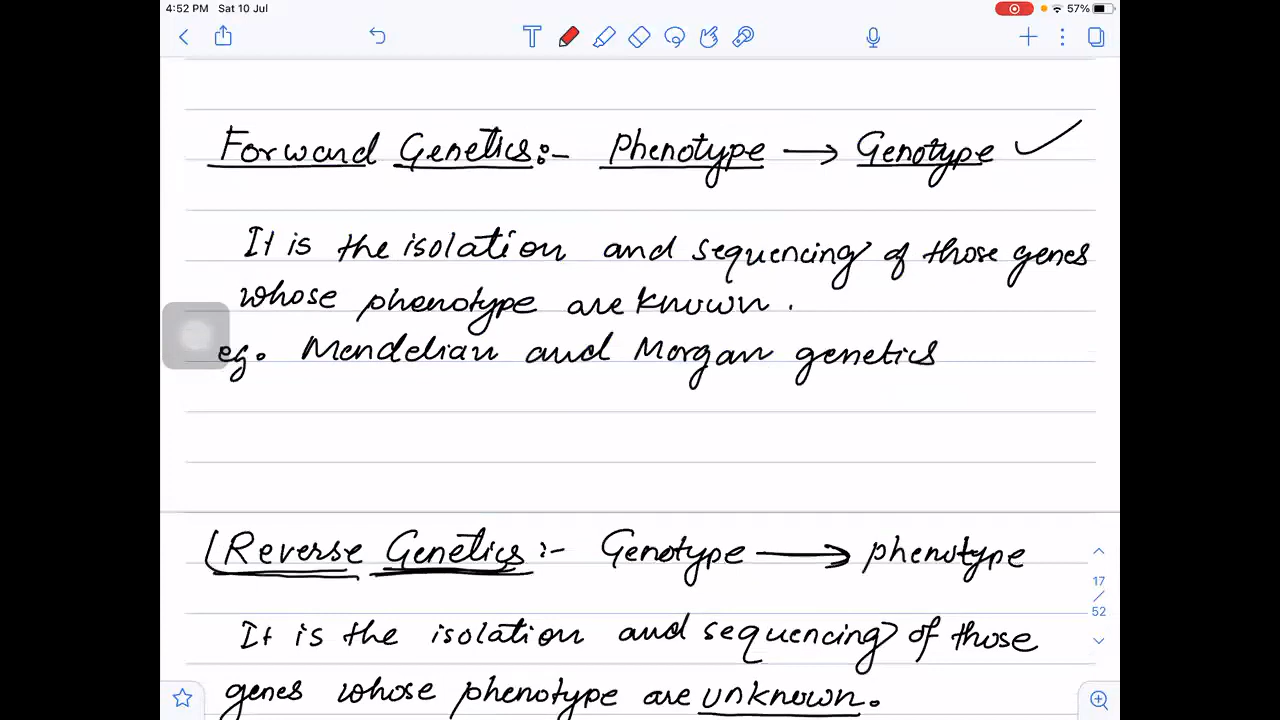 4:52 PM Sat 10 Jul 57%
T
Forward Genetics:- Phenotype → Genotype ✓
It is the isolation and sequencing of those genes
whose phenotype are known.
eg. Mendelian and Morgan genetics
(Reverse Genetics :- Genotype → phenotype
17
/
52
It is the isolation and sequencing of those
genes whose phenotype are unknown.